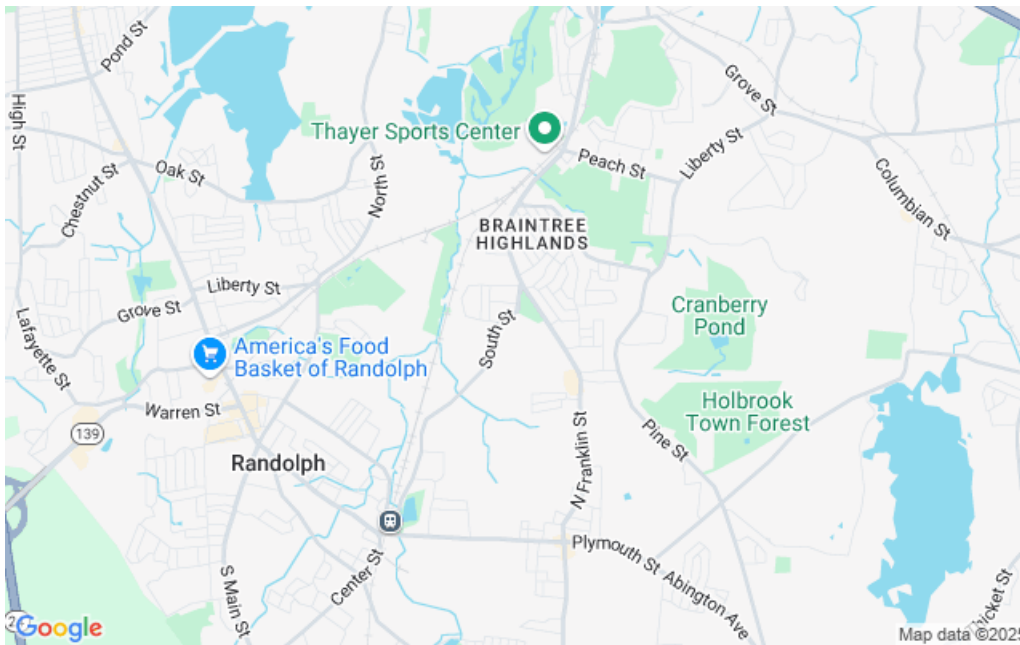 Pond St
High St
Grove St
Thayer Sports Center
Peach St
Liberty St
Oak St
Chestnut St
North St
Columbian St
BRAINTREE
HIGHLANDS
Liberty St
Grove St
Cranberry
Pond
Lafayette St
South St
America's Food
Basket of Randolph
Warren St
Holbrook
Town Forest
139
Pine St
Randolph
N Franklin St
Plymouth St
Abington Ave
Center St
S Main St
Google
Map data ©2025